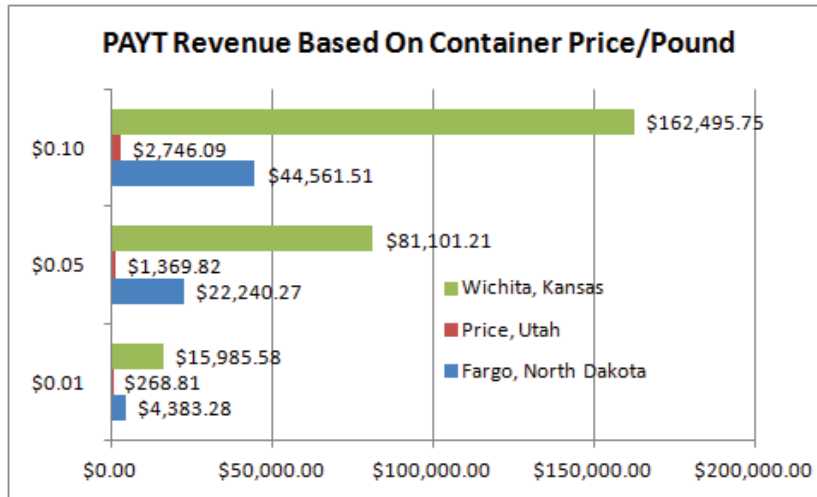 PAYT Revenue Based On Container Price/Pound
$162,495.75
$0.10
$2,746.09
$44,561.51
$81,101.21
$0.05
$1,369.82
$22,240.27
Wichita, Kansas
Price, Utah
Fargo, North Dakota
$15,985.58
$0.01
$268.81
$4,383.28
$0.00 $50,000.00 $100,000.00 $150,000.00 $200,000.00